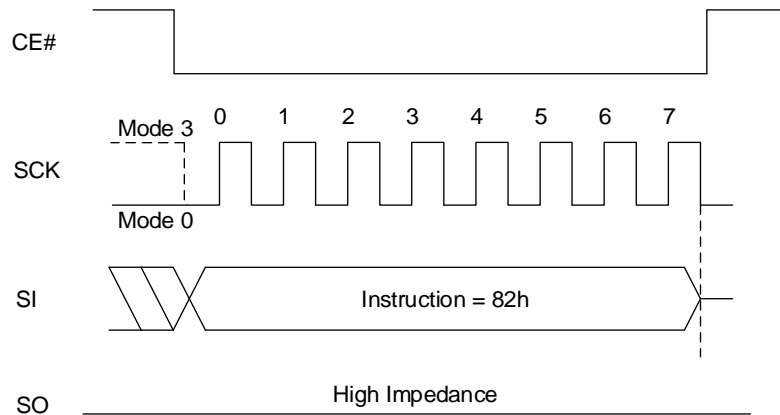 CE#
SCK
Mode 3
0 1 2 3 4 5 6 7
Mode 0
SI
Instruction = 82h
SO
High Impedance